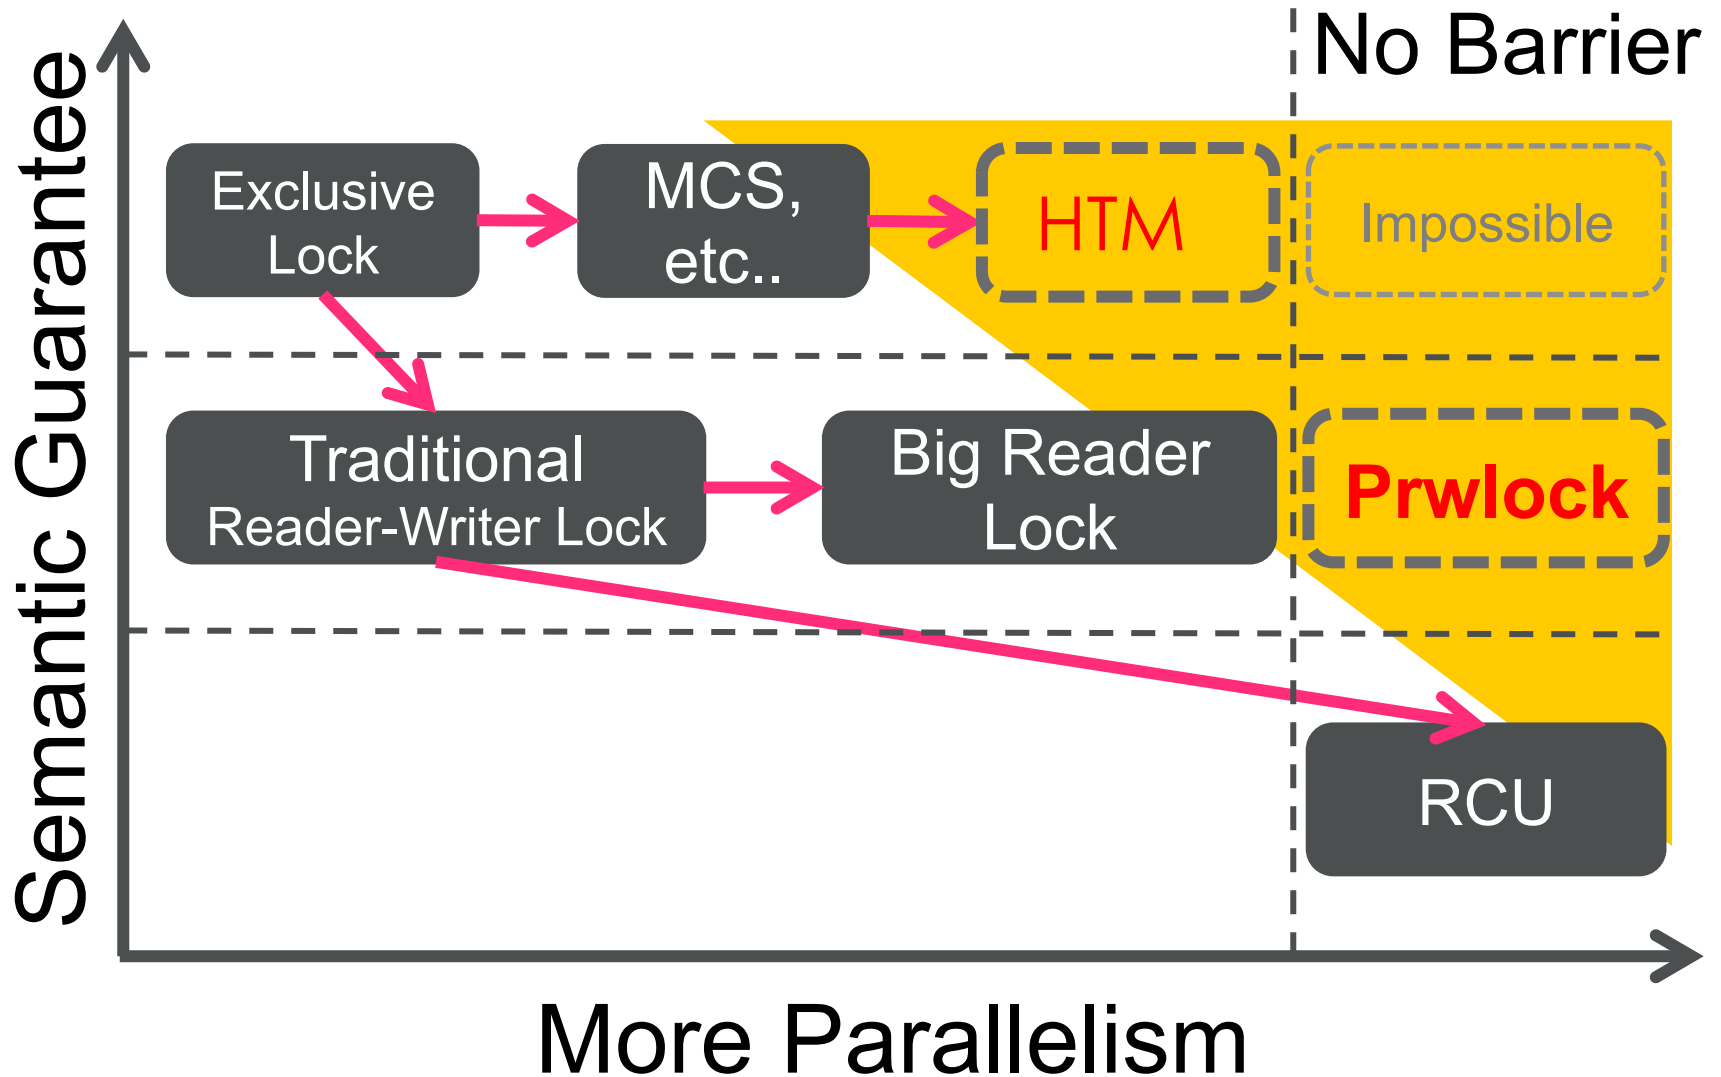 No Barrier
Semantic Guarantee
Exclusive
Lock
MCS,
etc..
HTM
Impossible
Traditional
Reader-Writer Lock
Big Reader
Lock
Prwlock
RCU
More Parallelism